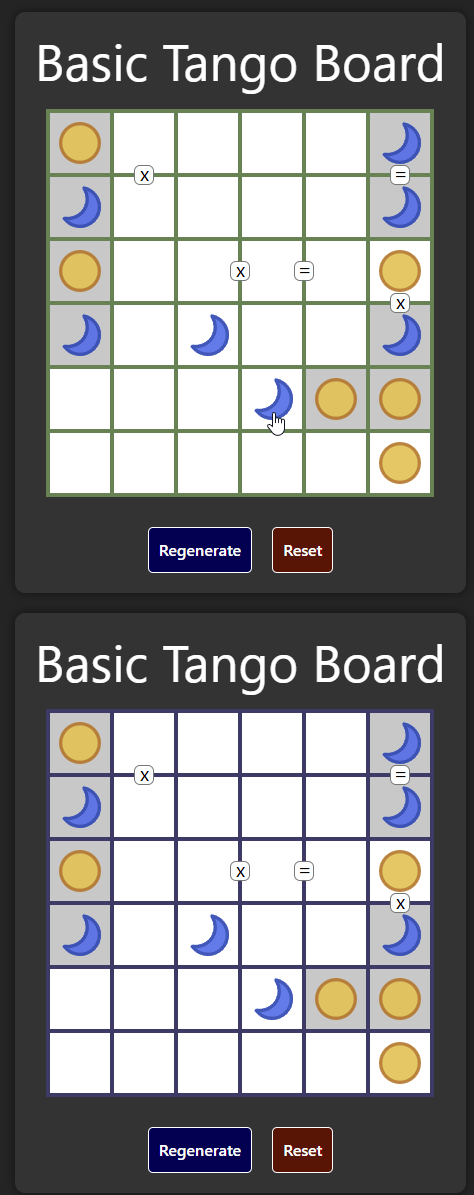 Basic Tango Board
x
=
x =
x
Regenerate Reset
Basic Tango Board
x
=
x =
x
Regenerate Reset